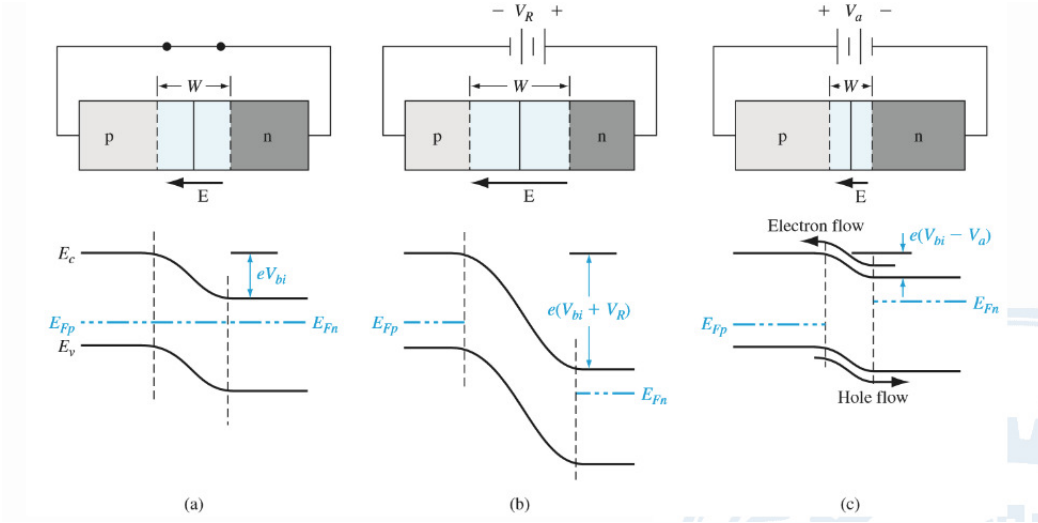 − V_R +
+ V_a −
W
W
W
p
n
p
n
p
n
E
E
E
E_c
eV_bi
E_Fp
E_Fn
E_v
e(V_bi + V_R)
E_Fp
E_Fn
Electron flow
e(V_bi − V_a)
E_Fn
E_Fp
Hole flow
(a)
(b)
(c)